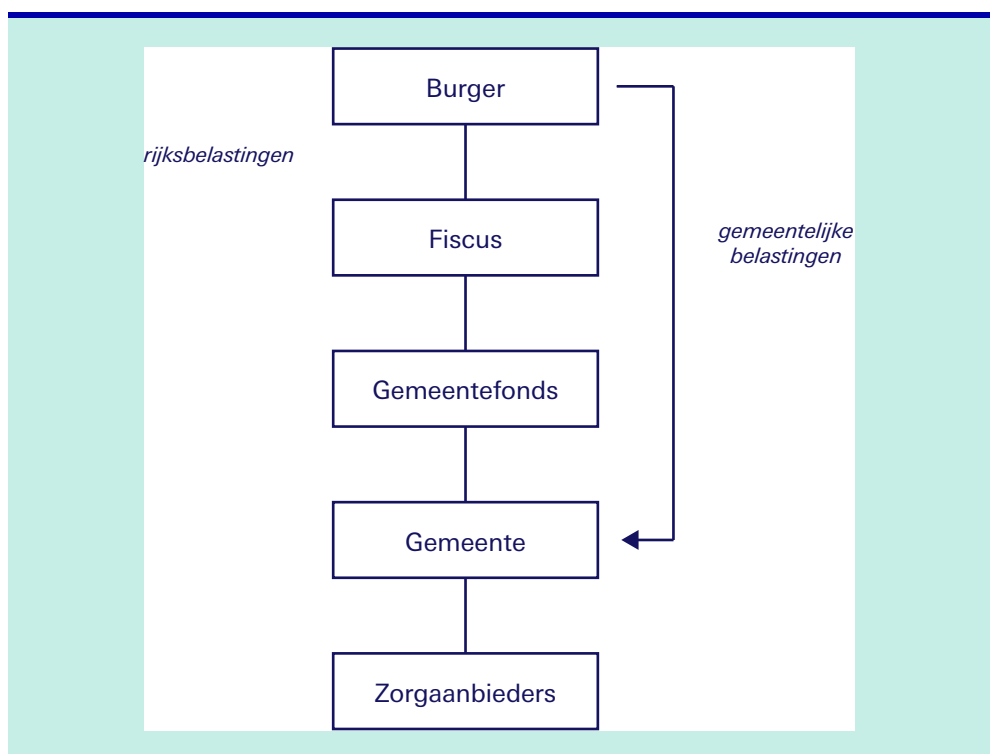 Burger
rijksbelastingen
Fiscus
gemeentelijke
belastingen
Gemeentefonds
Gemeente
Zorgaanbieders